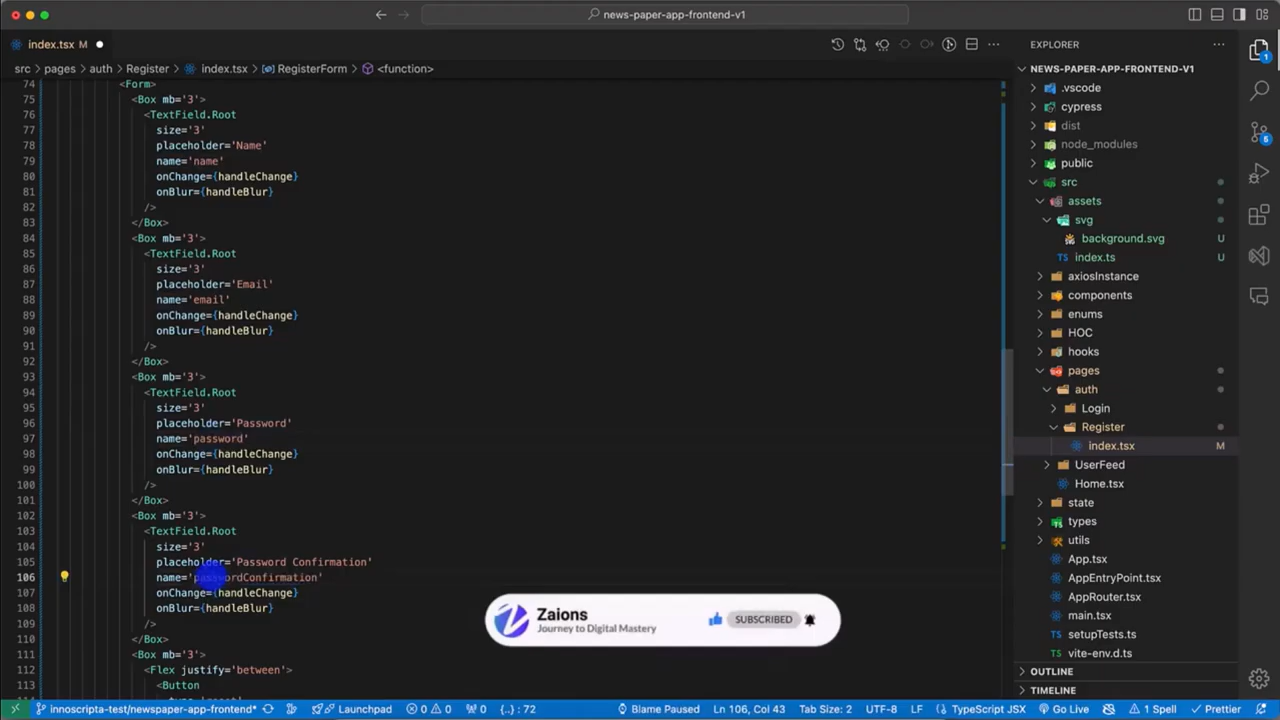 news-paper-app-frontend-v1
index.tsx M
EXPLORER
src > pages > auth > Register > index.tsx > RegisterForm > <function>
NEWS-PAPER-APP-FRONTEND-V1
74 <Form>
75 <Box mb='3'>
76 <TextField.Root
77 size='3'
78 placeholder='Name'
79 name='name'
80 onChange={handleChange}
81 onBlur={handleBlur}
82 />
83 </Box>
84 <Box mb='3'>
85 <TextField.Root
86 size='3'
87 placeholder='Email'
88 name='email'
89 onChange={handleChange}
90 onBlur={handleBlur}
91 />
92 </Box>
93 <Box mb='3'>
94 <TextField.Root
95 size='3'
96 placeholder='Password'
97 name='password'
98 onChange={handleChange}
99 onBlur={handleBlur}
100 />
101 </Box>
102 <Box mb='3'>
103 <TextField.Root
104 size='3'
105 placeholder='Password Confirmation'
106 name='passwordConfirmation'
107 onChange={handleChange}
108 onBlur={handleBlur}
109 />
110 </Box>
111 <Box mb='3'>
112 <Flex justify='between'>
113 <Button
.vscode
cypress
dist
node_modules
public
src
assets
svg
background.svg U
index.ts U
axiosInstance
components
enums
HOC
hooks
pages
auth
Login
Register
index.tsx M
UserFeed
Home.tsx
state
types
utils
App.tsx
AppEntryPoint.tsx
AppRouter.tsx
main.tsx
setupTests.ts
vite-env.d.ts
OUTLINE
TIMELINE
1
5
Zaions
Journey to Digital Mastery
SUBSCRIBED
innoscripta-test/newspaper-app-frontend* Launchpad 0 0 0 {..} : 72 Blame Paused Ln 106, Col 43 Tab Size: 2 UTF-8 LF TypeScript JSX Go Live 1 Spell Prettier